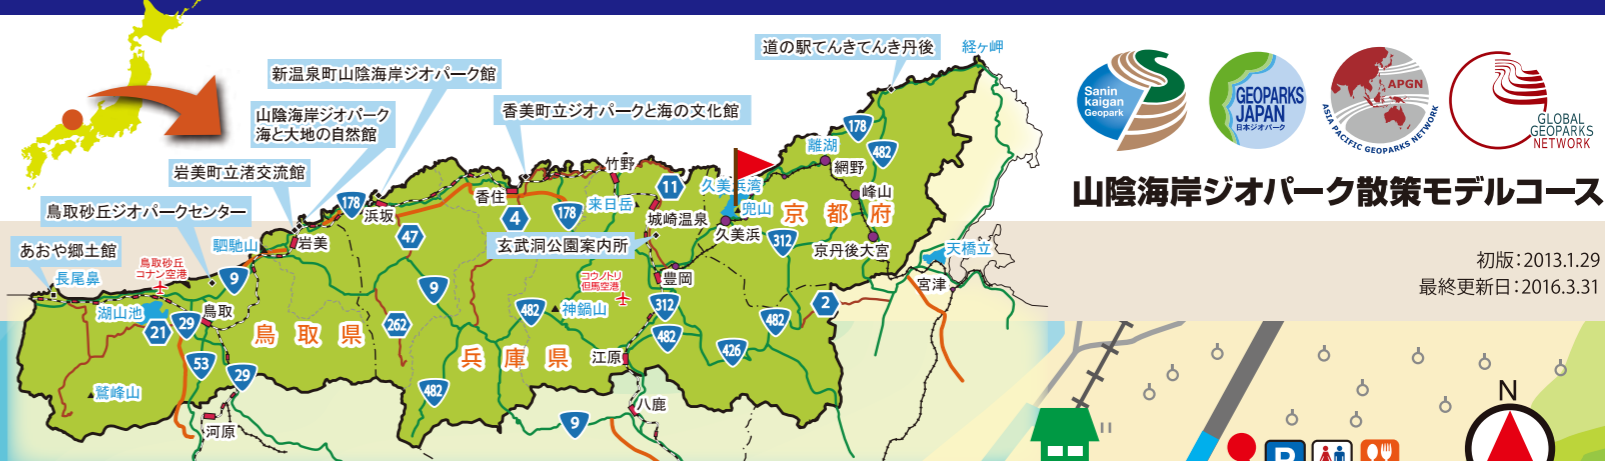 道の駅てんきてんき丹後
経ヶ岬
新温泉町山陰海岸ジオパーク館
山陰海岸ジオパーク
海と大地の自然館
香美町立ジオパークと海の文化館
岩美町立渚交流館
鳥取砂丘ジオパークセンター
あおや郷土館
玄武洞公園案内所
178
482
離湖
網野
峰山
竹野
11
久美浜湾
兜山
京都府
香住
4
178
来日岳
城崎温泉
久美浜
312
京丹後大宮
天橋立
宮津
178
浜坂
47
岩美
駟馳山
9
鳥取砂丘
コナン空港
長尾鼻
湖山池
鳥取
21
29
鳥取県
53
29
鷲峰山
河原
9
262
482
482
神鍋山
コウノトリ
但馬空港
豊岡
312
482
兵庫県
江原
426
482
2
八鹿
9
Sanin
kaigan
Geopark
GEOPARKS
JAPAN
日本ジオパーク
APGN
ASIA PACIFIC GEOPARKS NETWORK
GLOBAL
GEOPARKS
NETWORK
山陰海岸ジオパーク散策モデルコース
初版：2013.1.29
最終更新日：2016.3.31
N
P